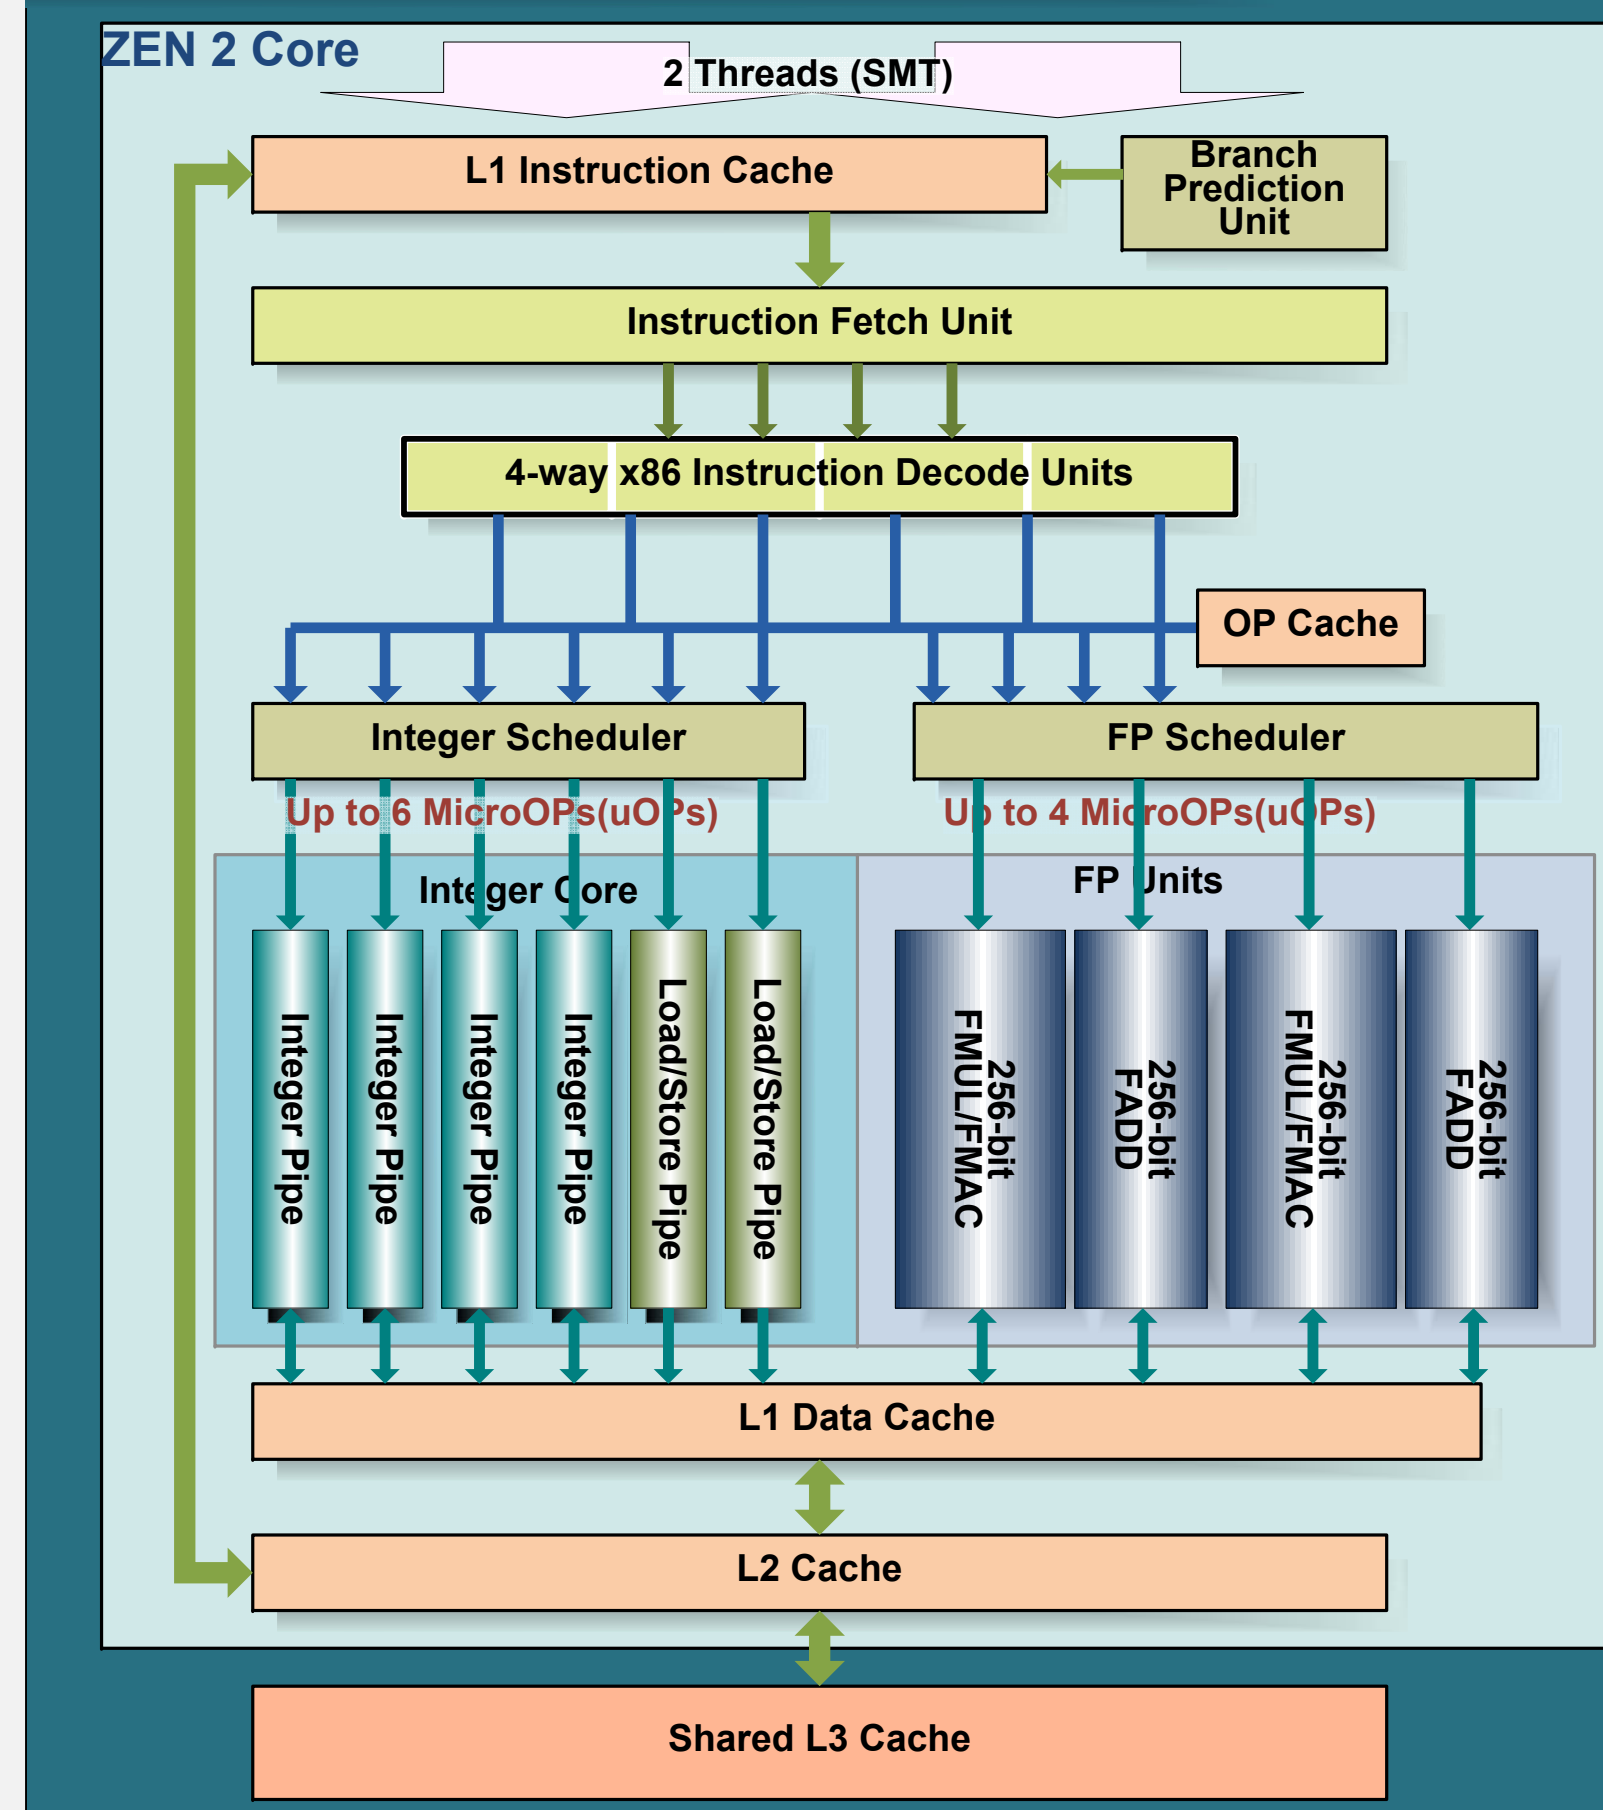 ZEN 2 Core
2 Threads (SMT)
L1 Instruction Cache
Branch
Prediction
Unit
Instruction Fetch Unit
4-way x86 Instruction Decode Units
OP Cache
Integer Scheduler
FP Scheduler
Up to 6 MicroOPs(uOPs)
Up to 4 MicroOPs(uOPs)
Integer Core
FP Units
Integer Pipe
Integer Pipe
Integer Pipe
Integer Pipe
Load/Store Pipe
Load/Store Pipe
256-bit
FMUL/FMAC
256-bit
FADD
256-bit
FMUL/FMAC
256-bit
FADD
L1 Data Cache
L2 Cache
Shared L3 Cache